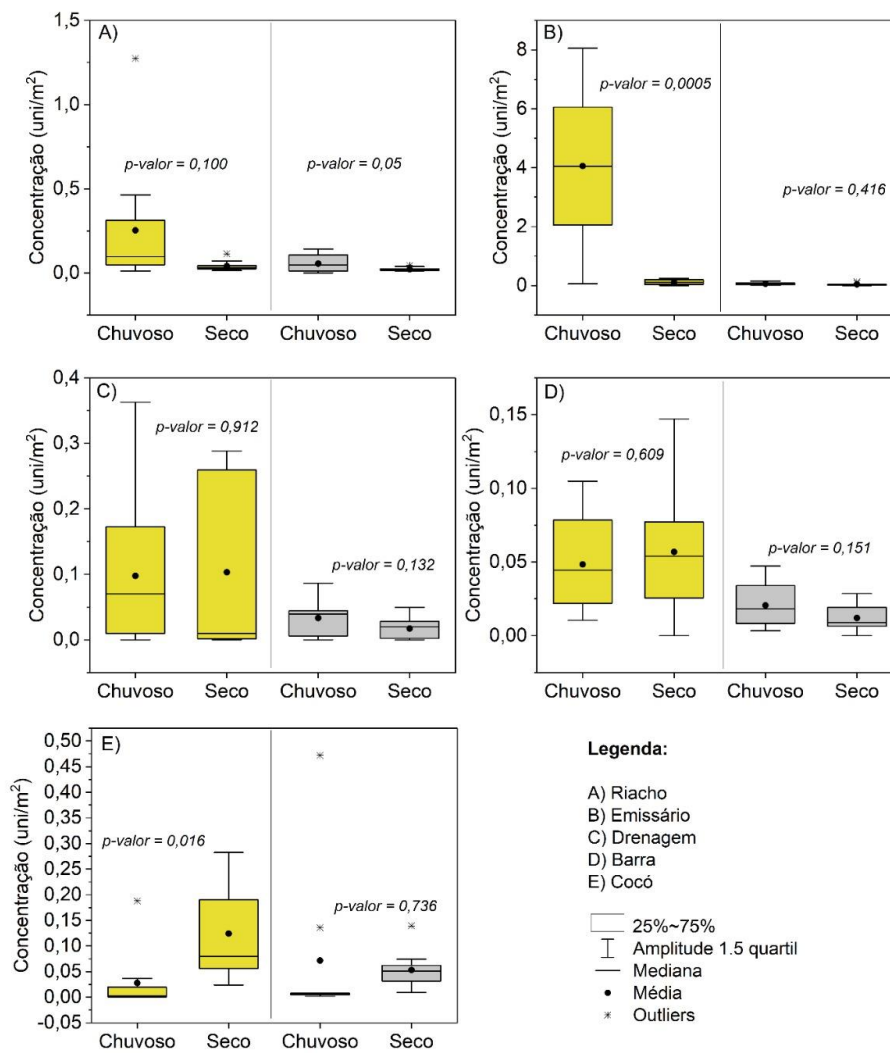 A)
Concentração (uni/m²)
1,5
1,0
0,5
0,0
p-valor = 0,100
p-valor = 0,05
Chuvoso
Seco
Chuvoso
Seco
B)
Concentração (uni/m²)
8
6
4
2
0
p-valor = 0,0005
p-valor = 0,416
Chuvoso
Seco
Chuvoso
Seco
C)
Concentração (uni/m²)
0,4
0,3
0,2
0,1
0,0
p-valor = 0,912
p-valor = 0,132
Chuvoso
Seco
Chuvoso
Seco
D)
Concentração (uni/m²)
0,15
0,10
0,05
0,00
p-valor = 0,609
p-valor = 0,151
Chuvoso
Seco
Chuvoso
Seco
E)
Concentração (uni/m²)
0,50
0,45
0,40
0,35
0,30
0,25
0,20
0,15
0,10
0,05
0,00
-0,05
p-valor = 0,016
p-valor = 0,736
Chuvoso
Seco
Chuvoso
Seco
Legenda:
A) Riacho
B) Emissário
C) Drenagem
D) Barra
E) Cocó
25%~75%
Amplitude 1.5 quartil
Mediana
Média
Outliers